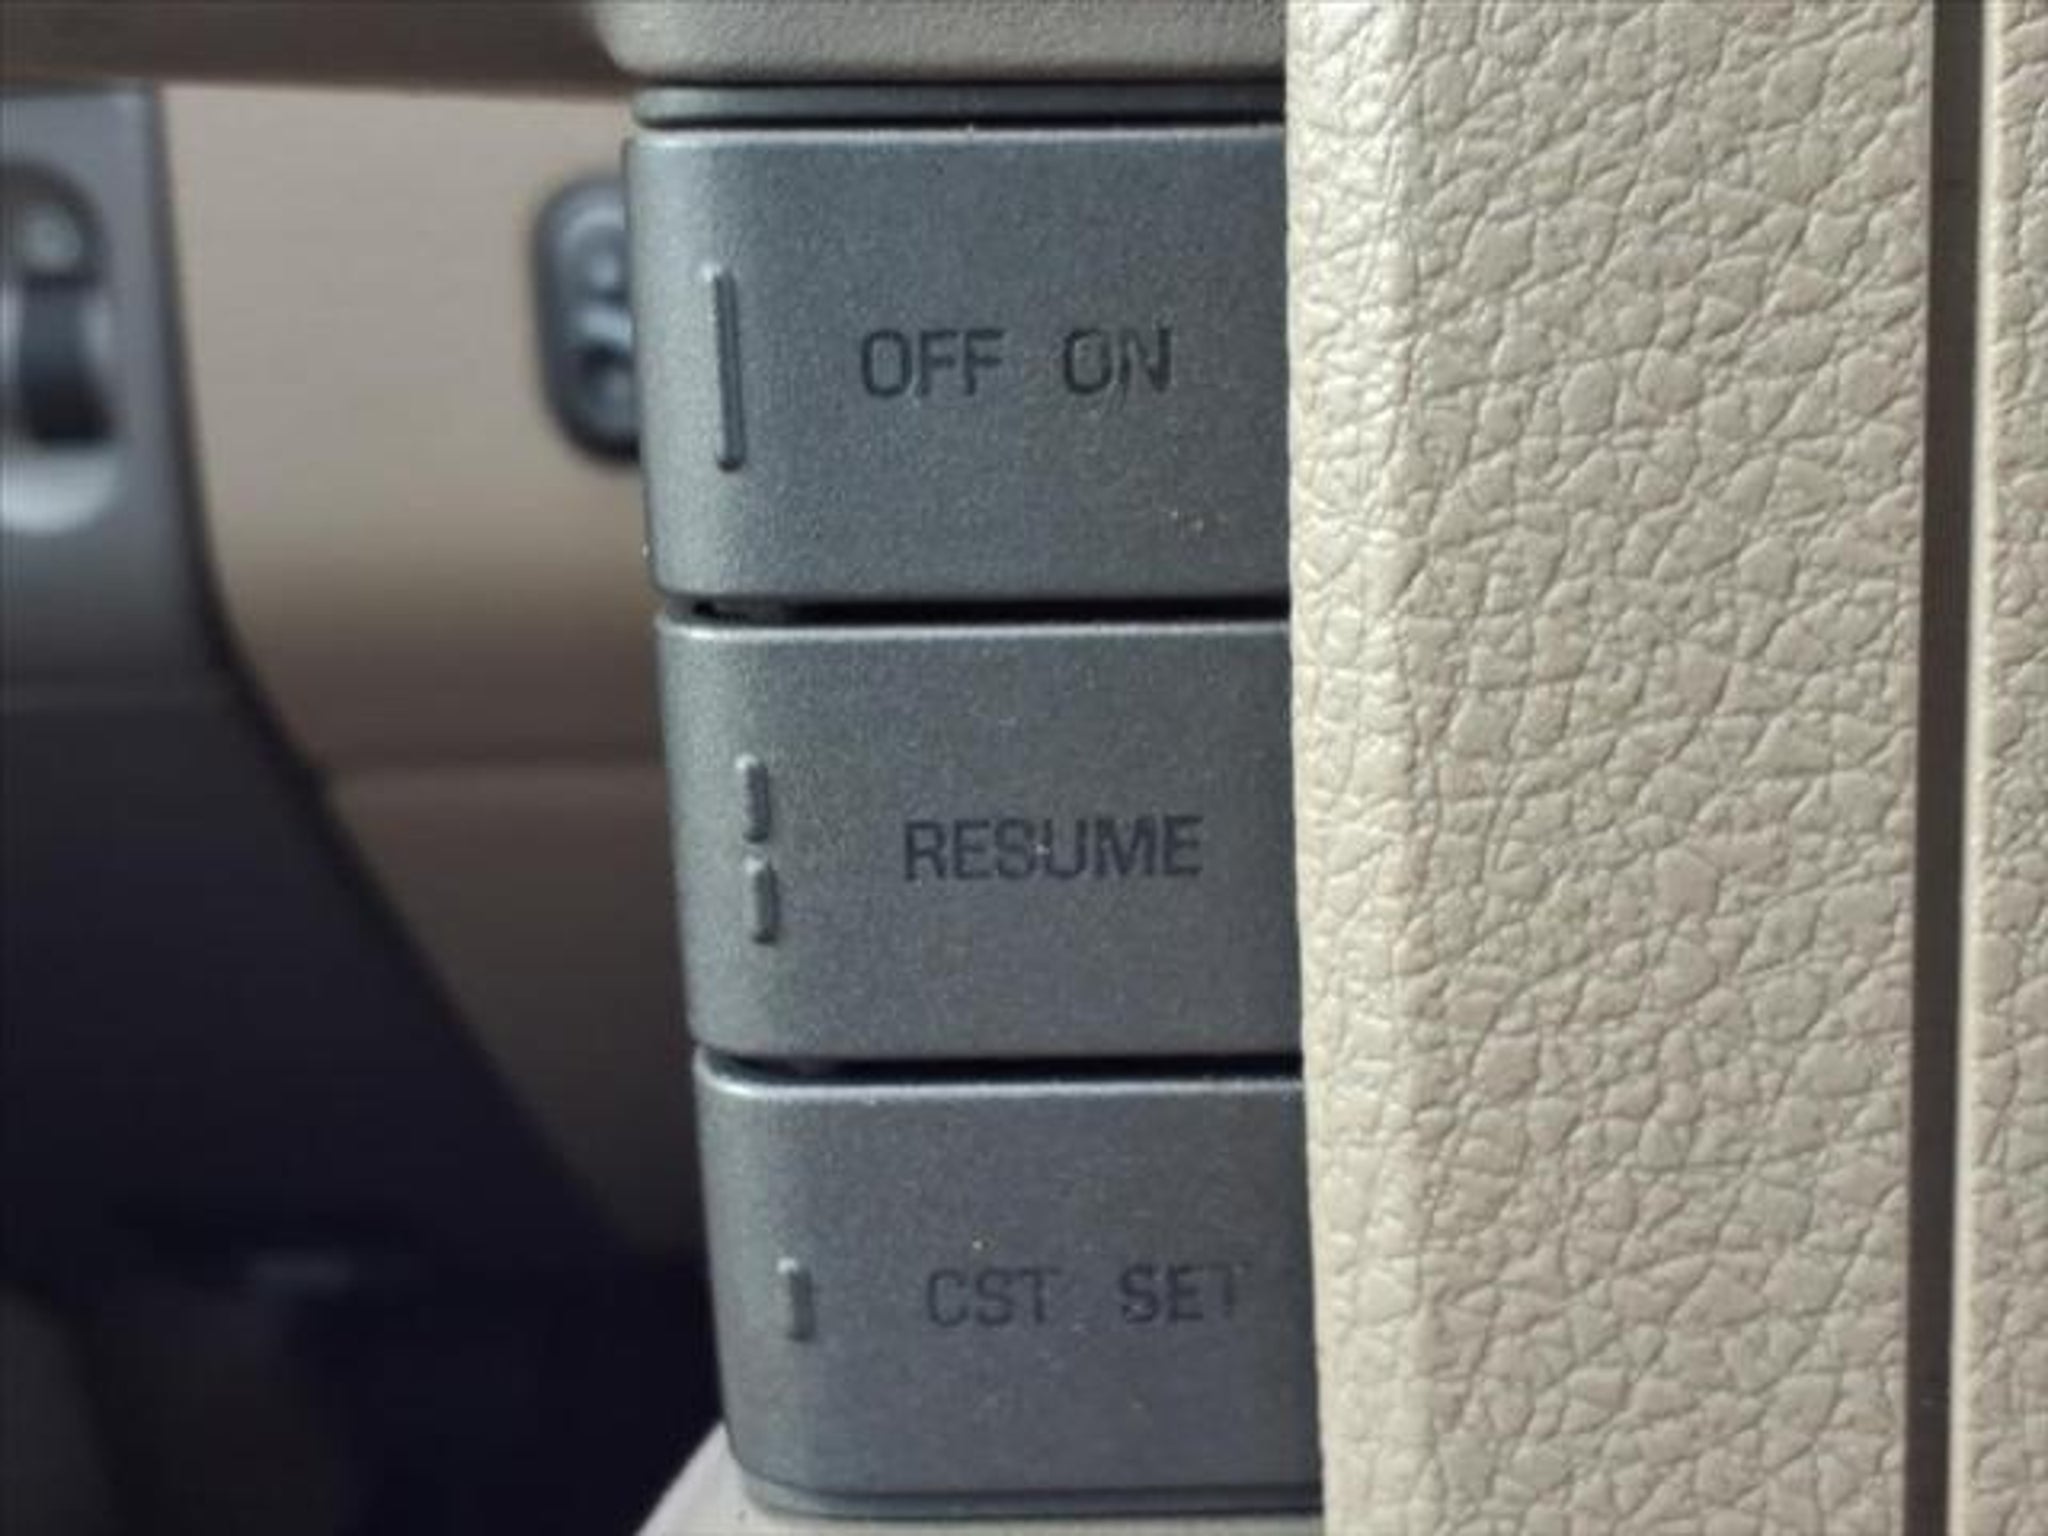 OFF ON
RESUME
CST SET